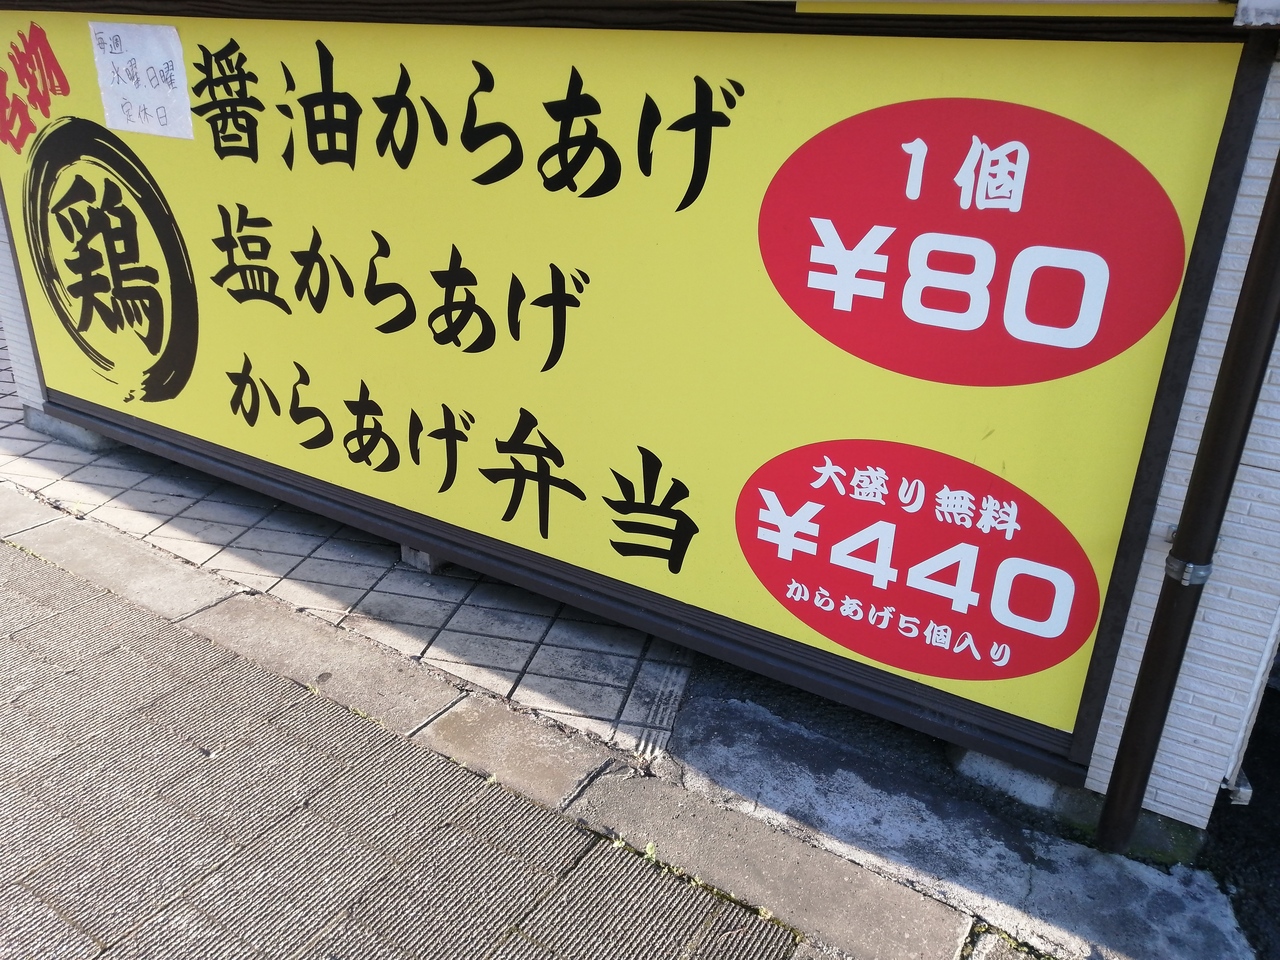 名物
毎週
水曜、日曜
定休日
鶏
醤油からあげ
塩からあげ
からあげ弁当
1個
¥80
大盛り無料
¥440
からあげ5個入り